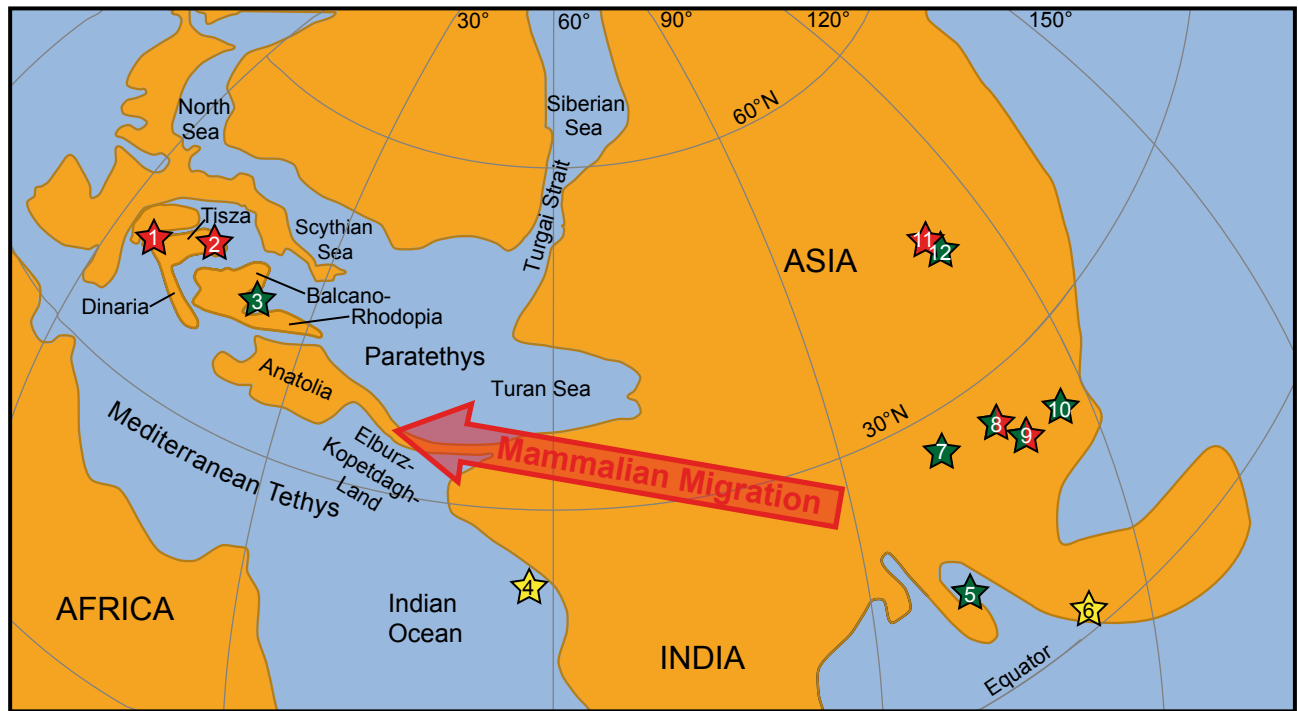 30°
60°
90°
120°
150°
North
Sea
Siberian
Sea
60°N
Turgai Strait
Tisza
Scythian
Sea
1
2
11
12
ASIA
Dinaria
3
Balcano-
Rhodopia
Paratethys
Anatolia
Turan Sea
Mediterranean Tethys
Elburz-
Kopetdagh-
Land
Mammalian Migration
30°N
7
8
9
10
AFRICA
Indian
Ocean
4
INDIA
5
6
Equator